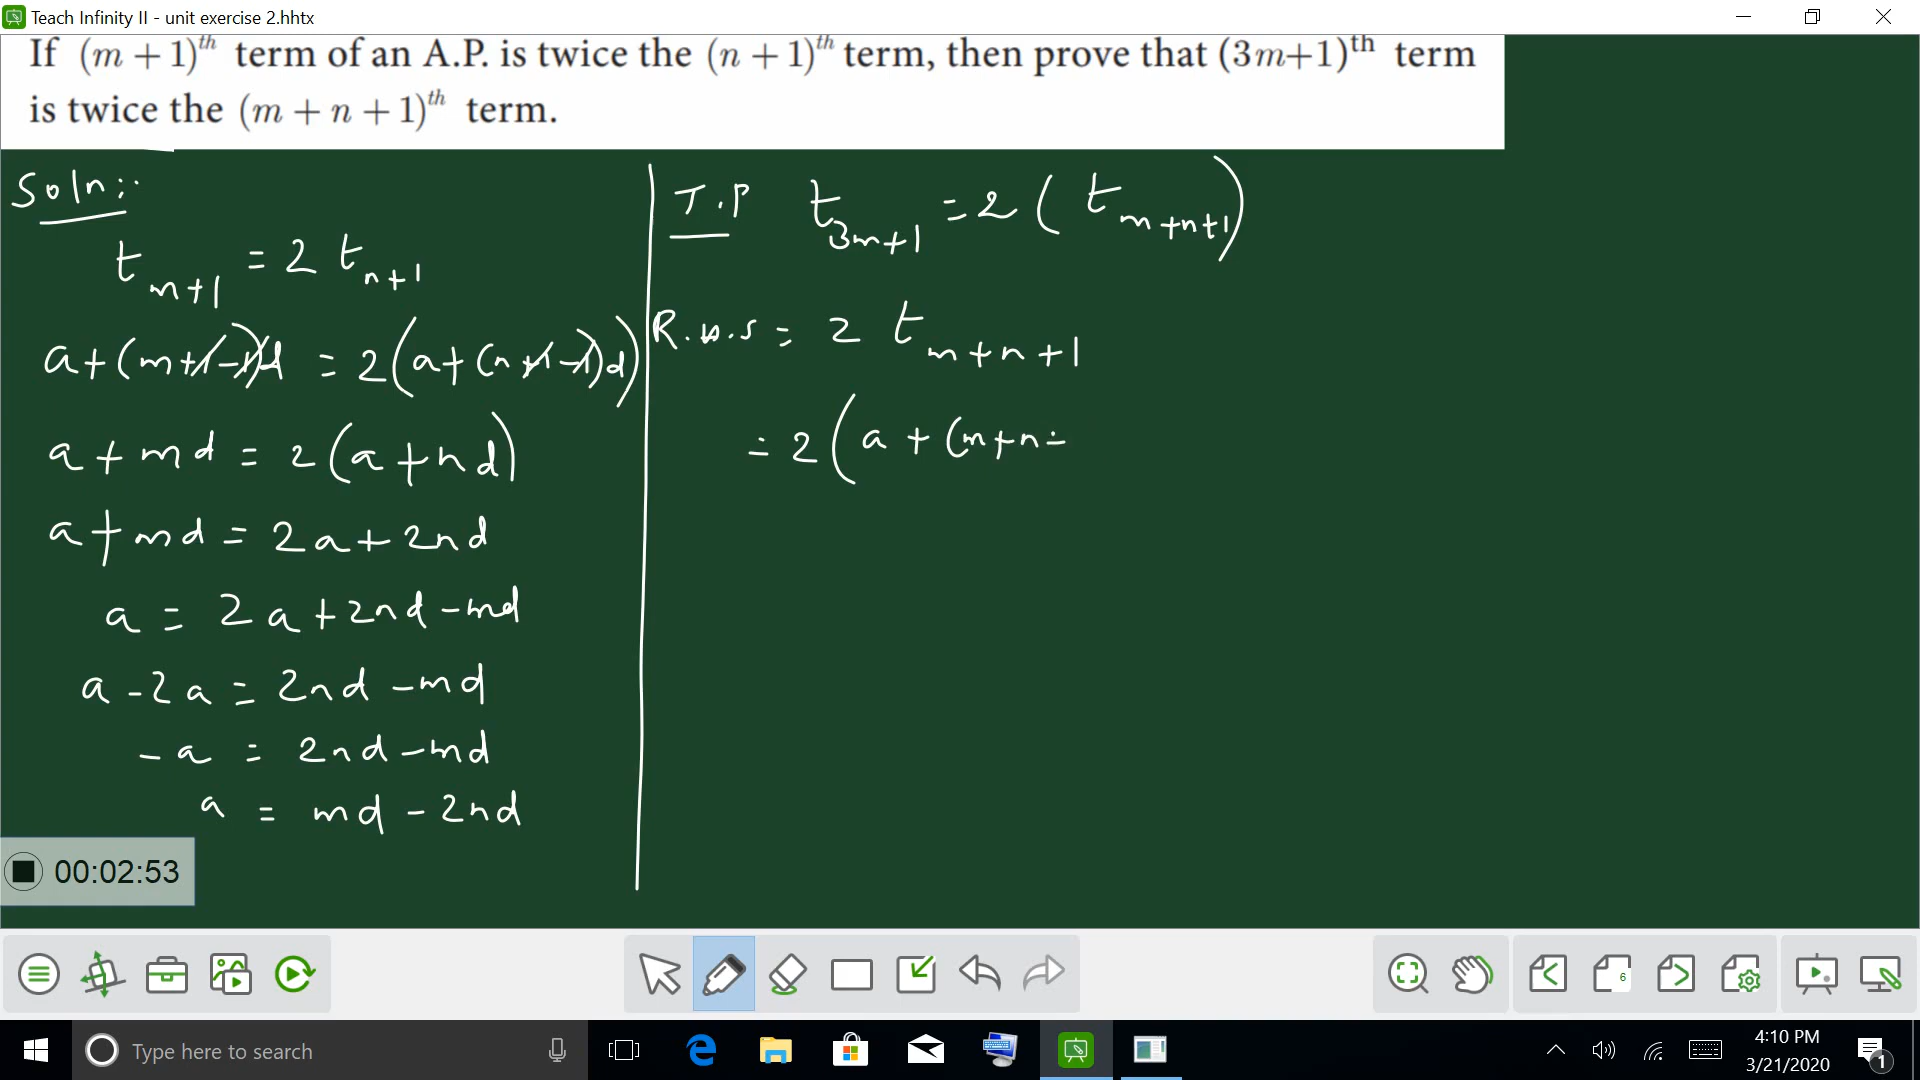 Teach Infinity II - unit exercise 2.hhtx
If (m + 1)th term of an A.P. is twice the (n + 1)th term, then prove that (3m+1)th term
is twice the (m + n + 1)th term.
Soln:
t m+1 = 2 t n+1
a+(m+1-1)d = 2(a+(n+1-1)d)
a + md = 2(a+nd)
a+md = 2a+2nd
a = 2a+2nd-md
a-2a = 2nd-md
-a = 2nd-md
a = md-2nd
T.P t 3m+1 = 2(t m+n+1)
R.H.S = 2 t m+n+1
= 2(a+(m+n
00:02:53
6
Type here to search
4:10 PM
3/21/2020
1